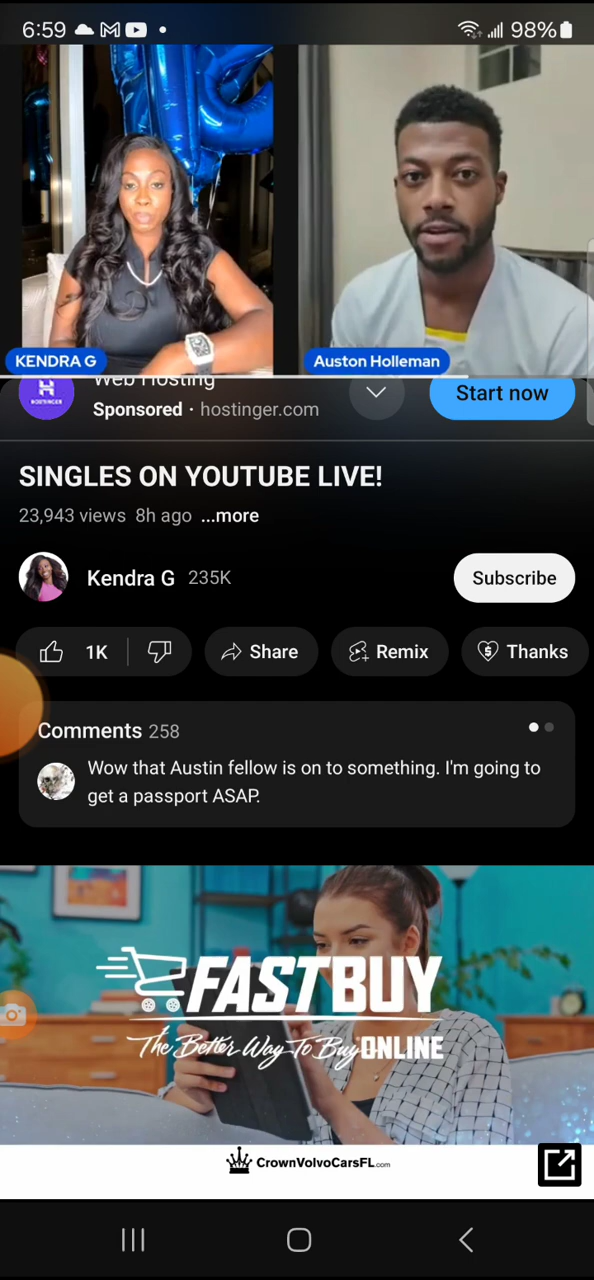 6:59
98%
KENDRA G
Auston Holleman
Web Hosting
HOSTINGER
Sponsored · hostinger.com
Start now
SINGLES ON YOUTUBE LIVE!
23,943 views 8h ago ...more
Kendra G 235K
Subscribe
1K
Share
Remix
Thanks
Comments 258
Wow that Austin fellow is on to something. I'm going to
get a passport ASAP.
FASTBUY
The Better Way To Buy ONLINE
CrownVolvoCarsFL.com